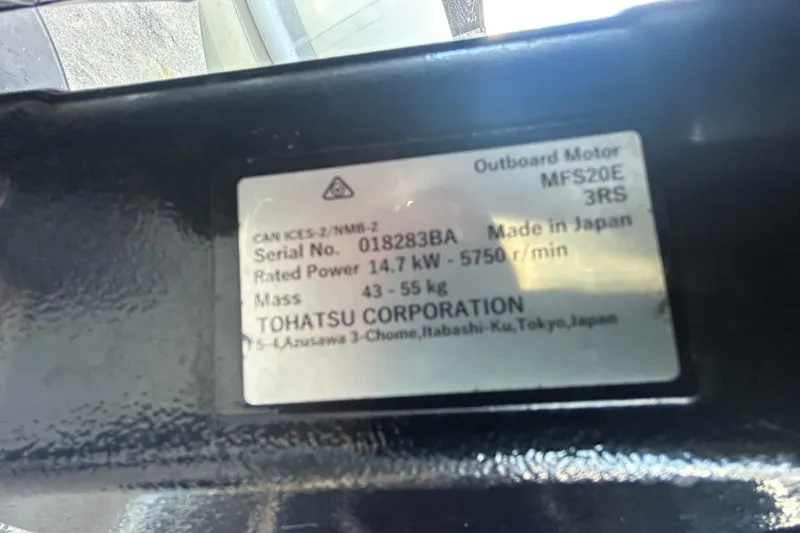 Outboard Motor
MFS20E
3RS
CAN ICES-2/NMB-2
Serial No. 018283BA Made in Japan
Rated Power 14.7 kW - 5750 r/min
Mass 43 - 55 kg
TOHATSU CORPORATION
5-4,Azusawa 3-Chome,Itabashi-Ku,Tokyo,Japan